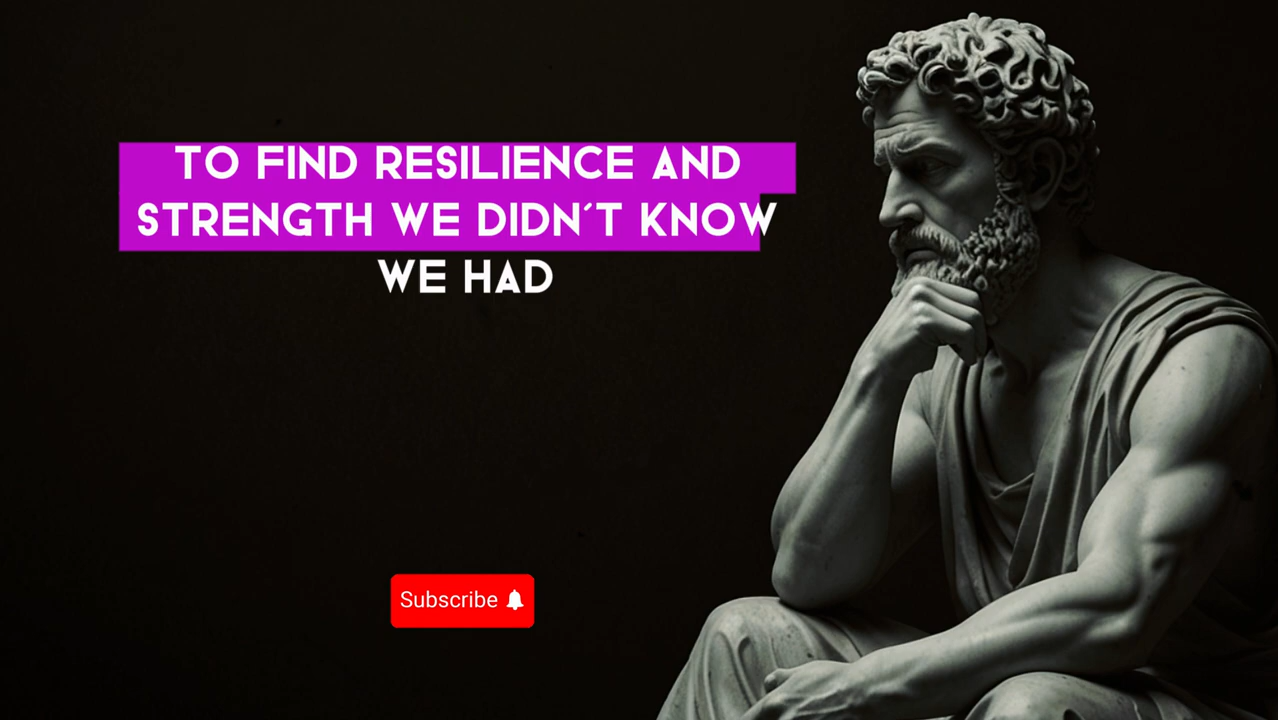 TO FIND RESILIENCE AND
STRENGTH WE DIDN´T KNOW
WE HAD
Subscribe